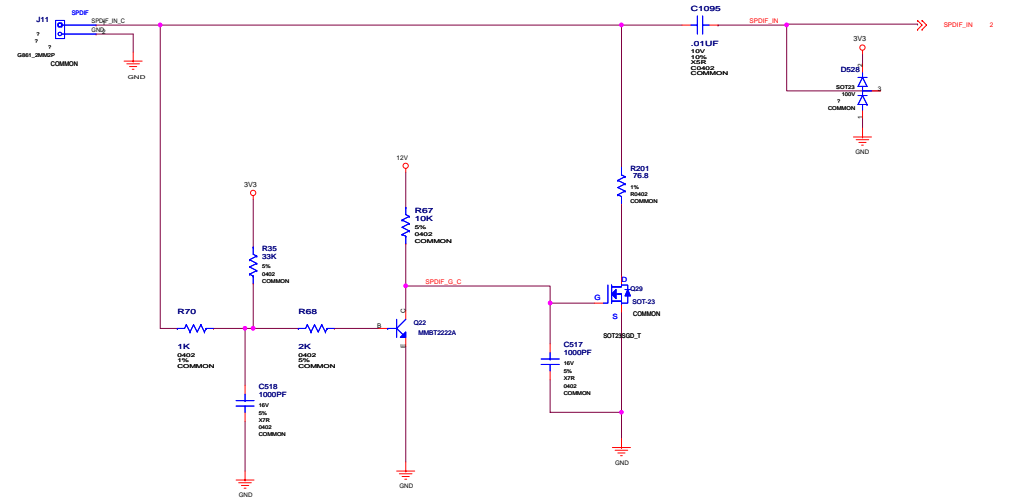 SPDIF
J11
SPDIF_IN_C
GND
?
?
?
G861_2MM2P
COMMON
GND
C1095
.01UF
10V
10%
X5R
C0402
COMMON
SPDIF_IN
SPDIF_IN 2
3V3
2
D528
SOT23
100V
?
COMMON
3
1
GND
R201
76.8
1%
R0402
COMMON
12V
R67
10K
5%
0402
COMMON
3V3
R35
33K
5%
0402
COMMON
SPDIF_G_C
D
G
Q29
SOT-23
S
COMMON
R70
1K
0402
1%
COMMON
R68
2K
0402
5%
COMMON
B
C
E
Q22
MMBT2222A
C517
1000PF
16V
5%
X7R
0402
COMMON
C518
1000PF
16V
5%
X7R
0402
COMMON
GND
GND
GND